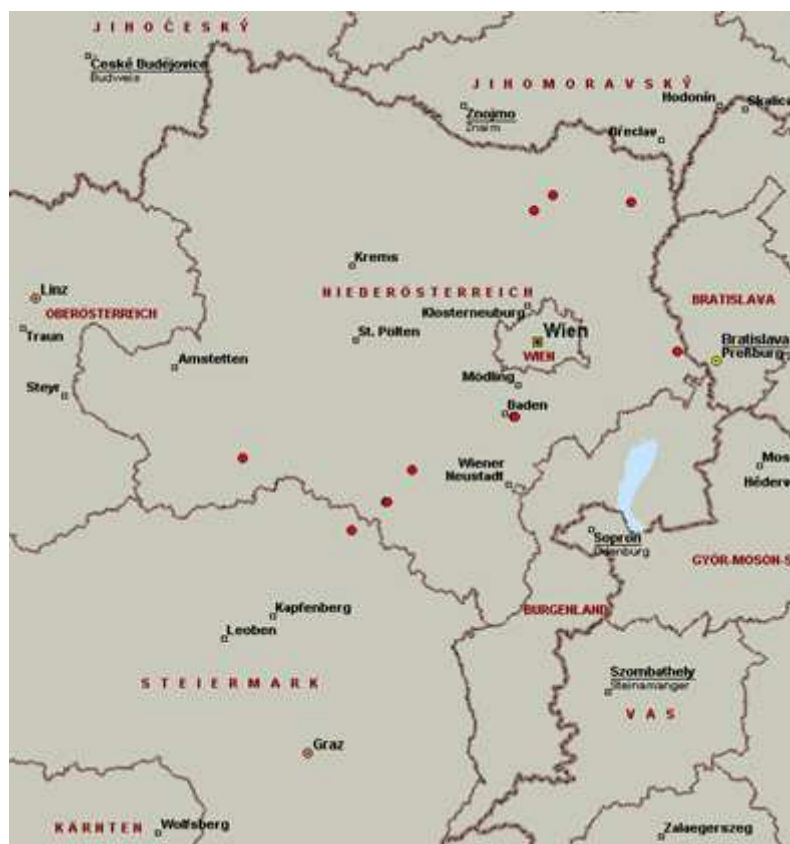 JIHOČESKÝ
České Budějovice
Budweis
JIHOMORAVSKÝ
Hodonín
Skalica
Znojmo
Znaim
Břeclav
Krems
Linz
NIEDERÖSTERREICH
BRATISLAVA
OBERÖSTERREICH
Klosterneuburg
Traun
St. Pölten
Wien
WIEN
Bratislava
Preßburg
Amstetten
Mödling
Steyr
Baden
Wiener
Neustadt
Mos
Héderv
Sopron
Ödenburg
GYŐR-MOSON-S
BURGENLAND
Kapfenberg
Leoben
Szombathely
Steinamanger
STEIERMARK
VAS
Graz
KÄRNTEN
Wolfsberg
Zalaegerszeg